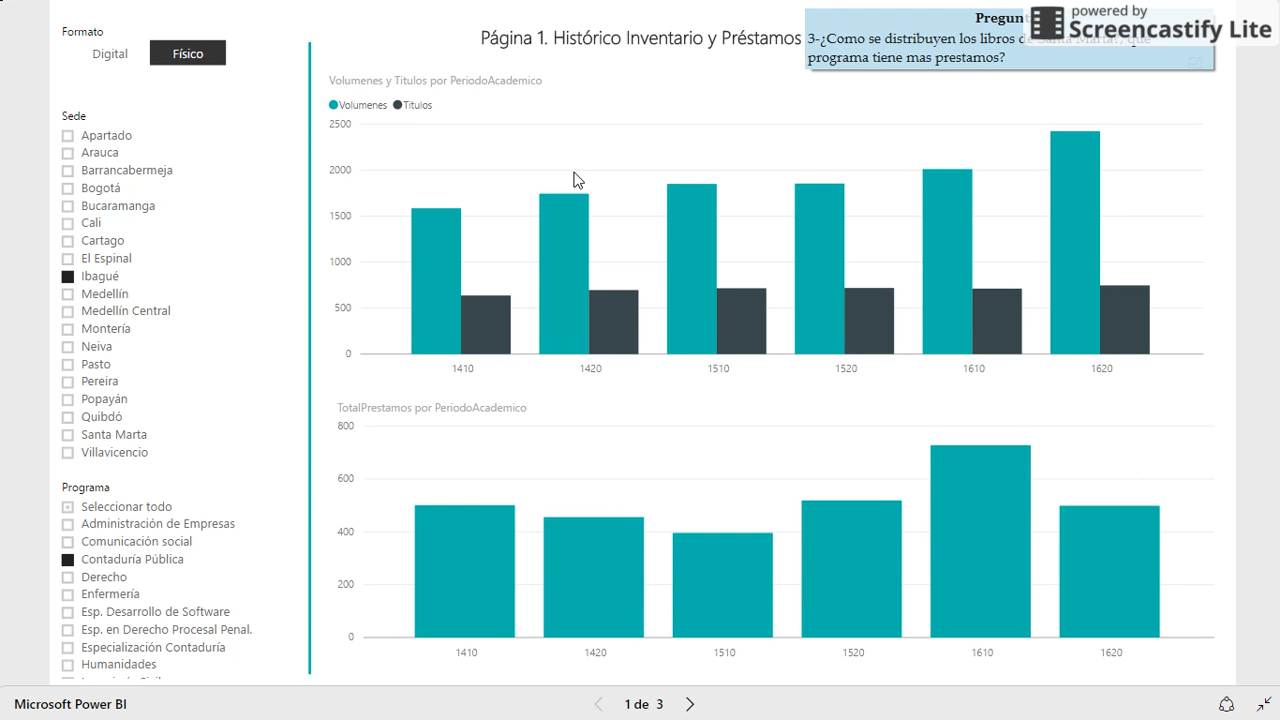 Formato
Digital
Físico
Sede
Apartado
Arauca
Barrancabermeja
Bogotá
Bucaramanga
Cali
Cartago
El Espinal
Ibagué
Medellín
Medellín Central
Montería
Neiva
Pasto
Pereira
Popayán
Quibdó
Santa Marta
Villavicencio
Programa
Seleccionar todo
Administración de Empresas
Comunicación social
Contaduría Pública
Derecho
Enfermería
Esp. Desarrollo de Software
Esp. en Derecho Procesal Penal.
Especialización Contaduría
Humanidades
Página 1. Histórico Inventario y Préstamos
3-¿Como se distribuyen los libros de Santa Marta?, que
programa tiene mas prestamos?
powered by
Screencastify Lite
Volumenes y Titulos por PeriodoAcademico
Volumenes Titulos
2500
2000
1500
1000
500
0
1410 1420 1510 1520 1610 1620
TotalPrestamos por PeriodoAcademico
800
600
400
200
0
1410 1420 1510 1520 1610 1620
Microsoft Power BI
1 de 3